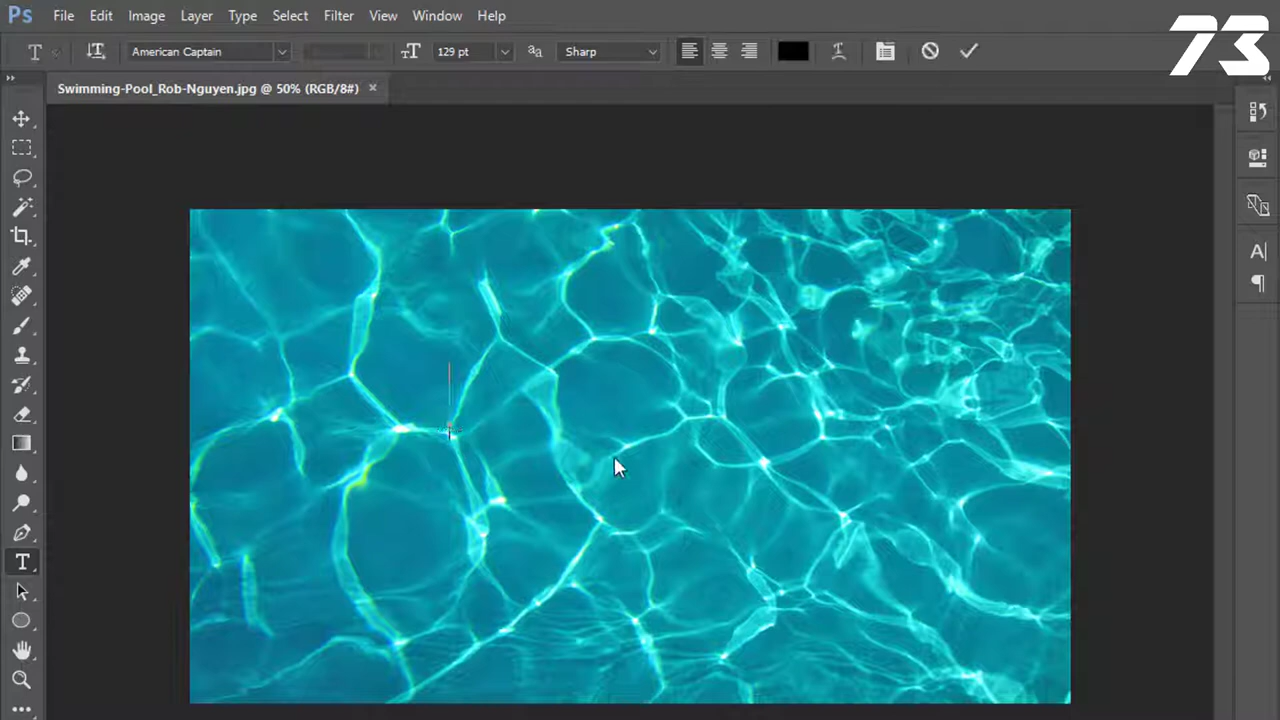 Ps File Edit Image Layer Type Select Filter View Window Help
T American Captain 129 pt aa Sharp
73
Swimming-Pool_Rob-Nguyen.jpg @ 50% (RGB/8#) ×
A
T